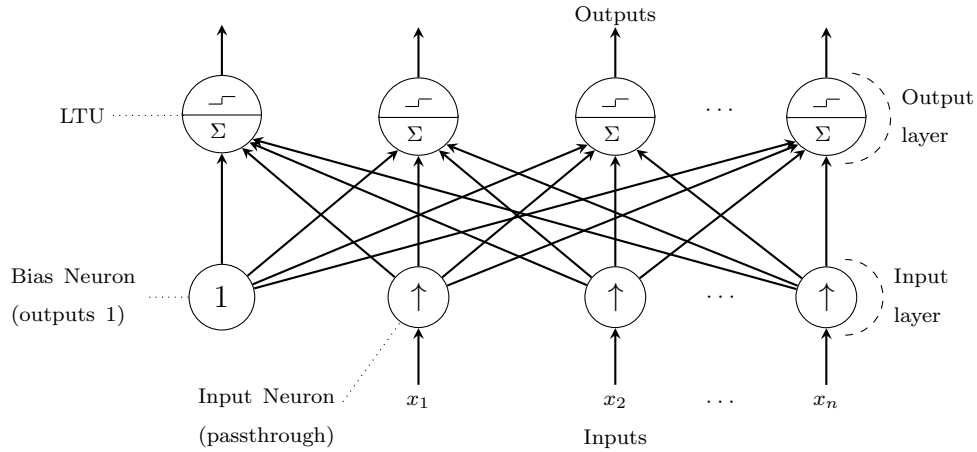 Outputs
LTU
Σ
Σ
Σ
. . .
Σ
Output
layer
Bias Neuron
(outputs 1)
1
↑
↑
. . .
↑
Input
layer
Input Neuron
(passthrough)
x₁
x₂
. . .
xₙ
Inputs